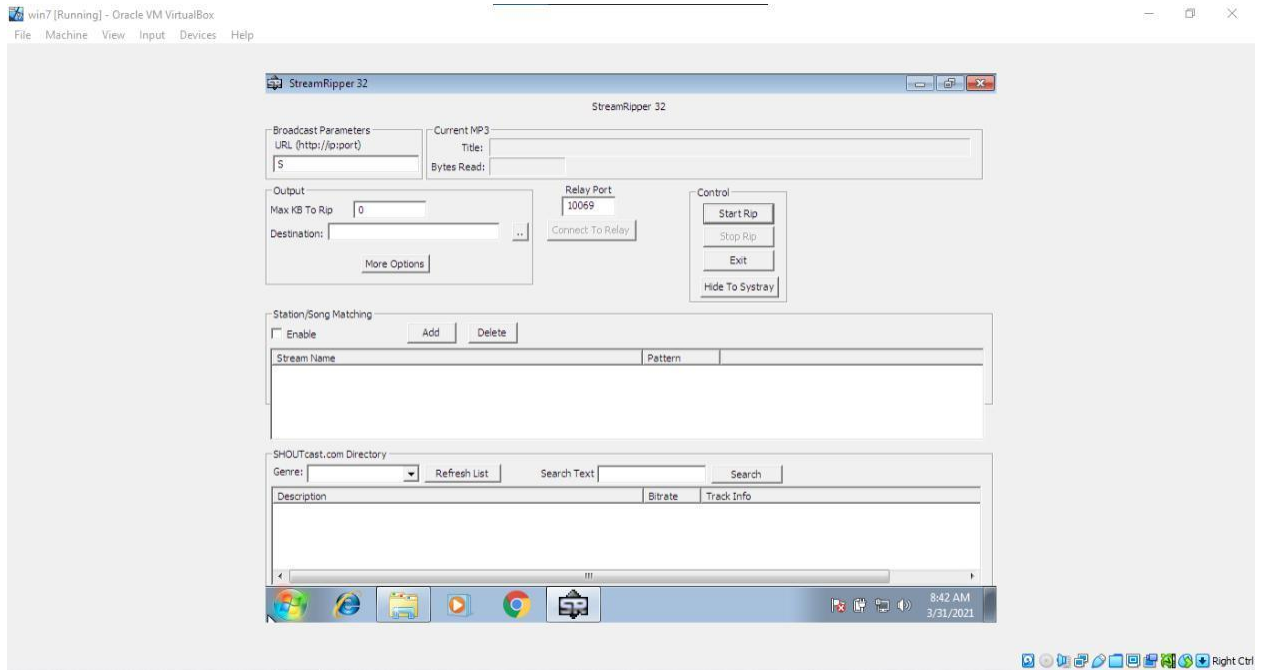 win7 [Running] - Oracle VM VirtualBox
File Machine View Input Devices Help
StreamRipper 32
StreamRipper 32
Broadcast Parameters
URL (http://ip:port)
S
Current MP3
Title:
Bytes Read:
Output
Max KB To Rip 0
Destination: ..
More Options
Relay Port
10069
Connect To Relay
Control
Start Rip
Stop Rip
Exit
Hide To Systray
Station/Song Matching
Enable Add Delete
Stream Name Pattern
SHOUTcast.com Directory
Genre: Refresh List Search Text Search
Description Bitrate Track Info
8:42 AM
3/31/2021
Right Ctrl